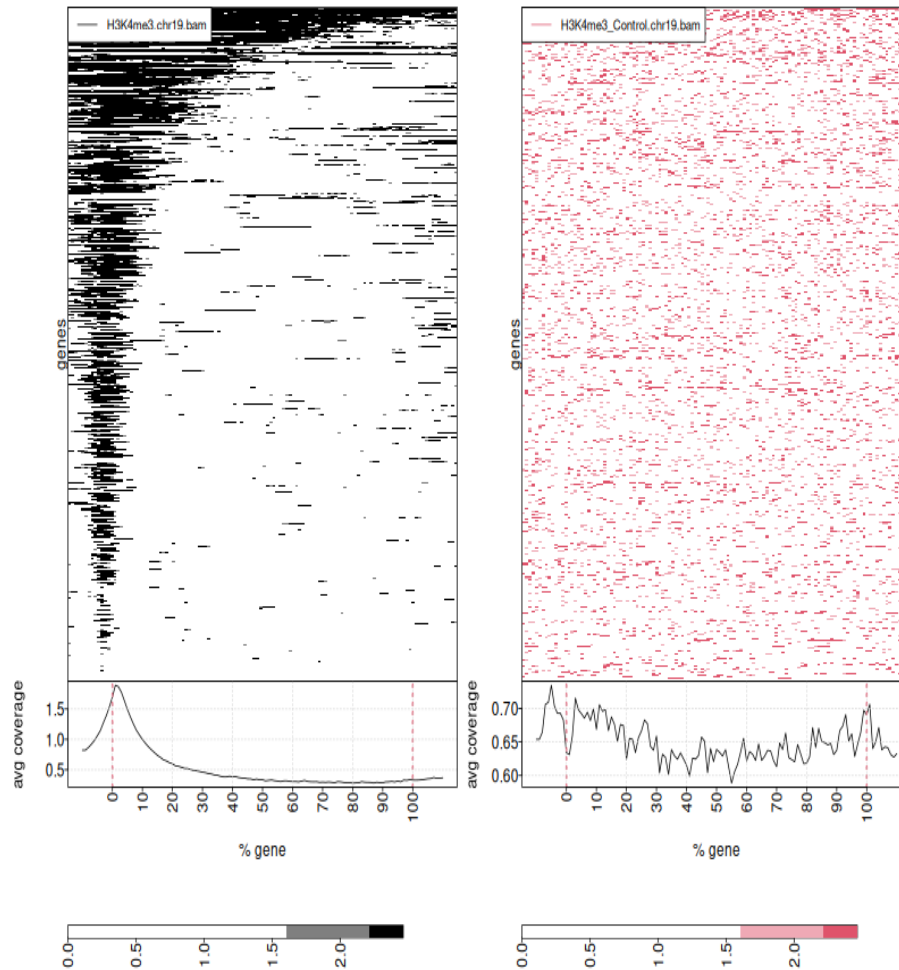 H3K4me3.chr19.bam
genes
avg coverage
1.5
1.0
0.5
0 10 20 30 40 50 60 70 80 90 100
% gene
0.0 0.5 1.0 1.5 2.0
H3K4me3_Control.chr19.bam
genes
avg coverage
0.70
0.65
0.60
0 10 20 30 40 50 60 70 80 90 100
% gene
0.0 0.5 1.0 1.5 2.0